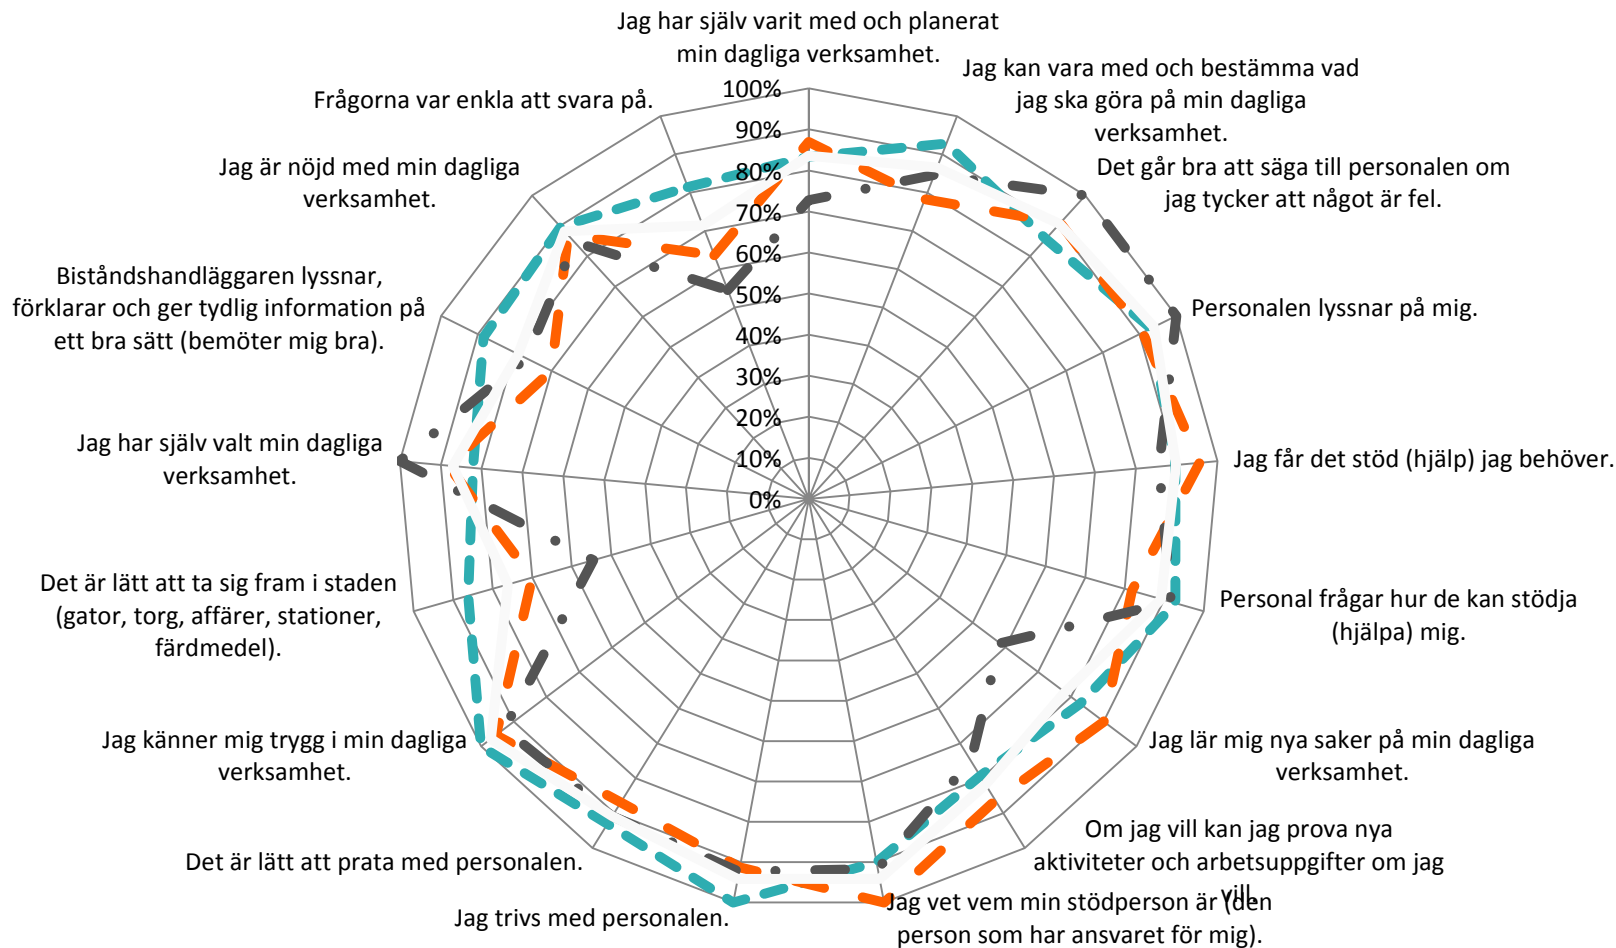 Jag har själv varit med och planerat
min dagliga verksamhet.
Jag kan vara med och bestämma vad
jag ska göra på min dagliga
verksamhet.
Det går bra att säga till personalen om
jag tycker att något är fel.
Personalen lyssnar på mig.
Jag får det stöd (hjälp) jag behöver.
Personal frågar hur de kan stödja
(hjälpa) mig.
Jag lär mig nya saker på min dagliga
verksamhet.
Om jag vill kan jag prova nya
aktiviteter och arbetsuppgifter om jag
vill.
Jag vet vem min stödperson är (den
person som har ansvaret för mig).
Jag trivs med personalen.
Det är lätt att prata med personalen.
Jag känner mig trygg i min dagliga
verksamhet.
Det är lätt att ta sig fram i staden
(gator, torg, affärer, stationer,
färdmedel).
Jag har själv valt min dagliga
verksamhet.
Biståndshandläggaren lyssnar,
förklarar och ger tydlig information på
ett bra sätt (bemöter mig bra).
Jag är nöjd med min dagliga
verksamhet.
Frågorna var enkla att svara på.
100%
90%
80%
70%
60%
50%
40%
30%
20%
10%
0%